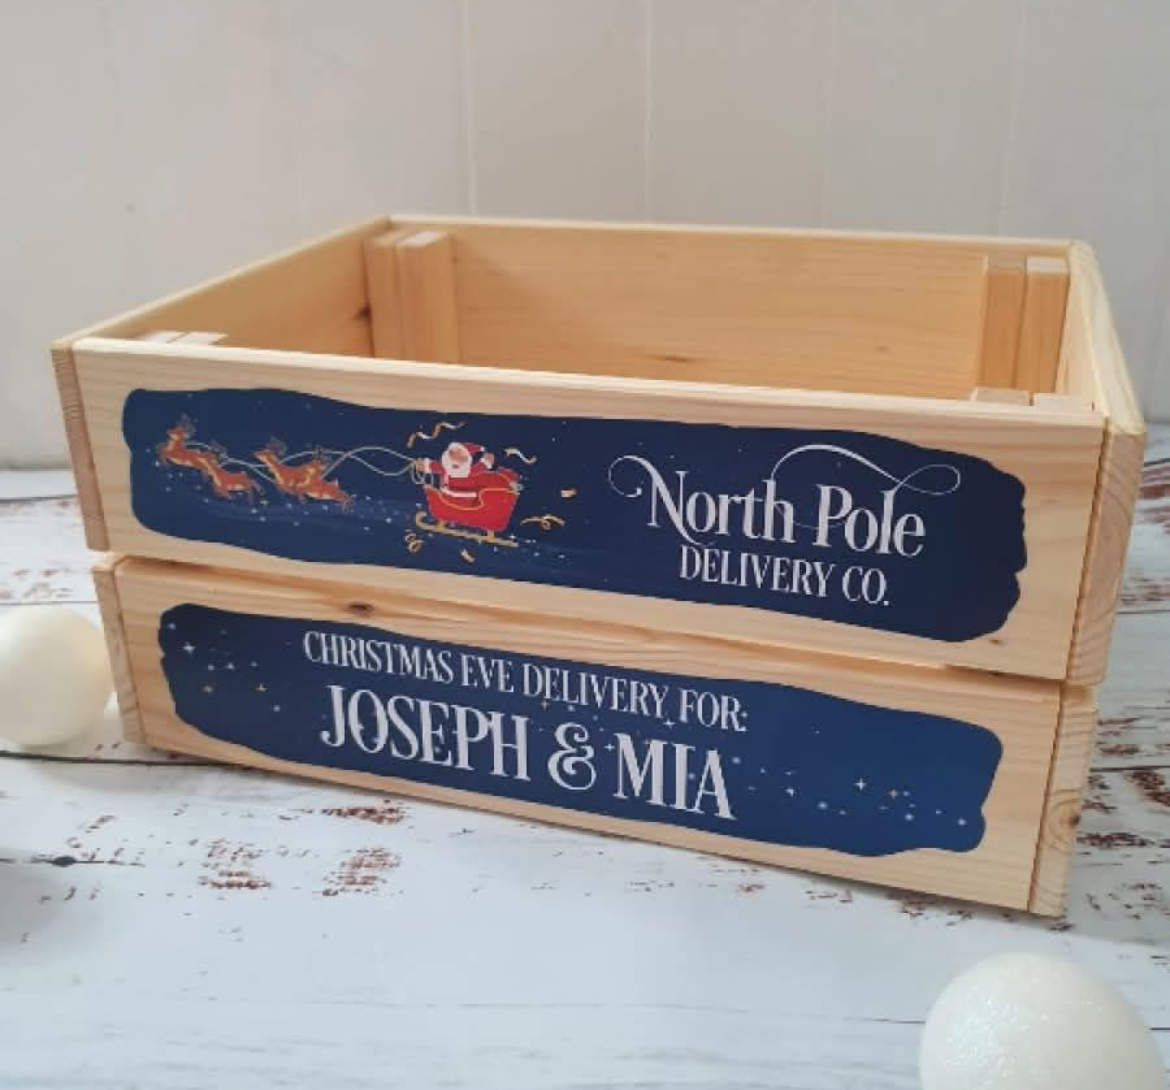 North Pole
DELIVERY CO.
CHRISTMAS EVE DELIVERY FOR:
JOSEPH & MIA